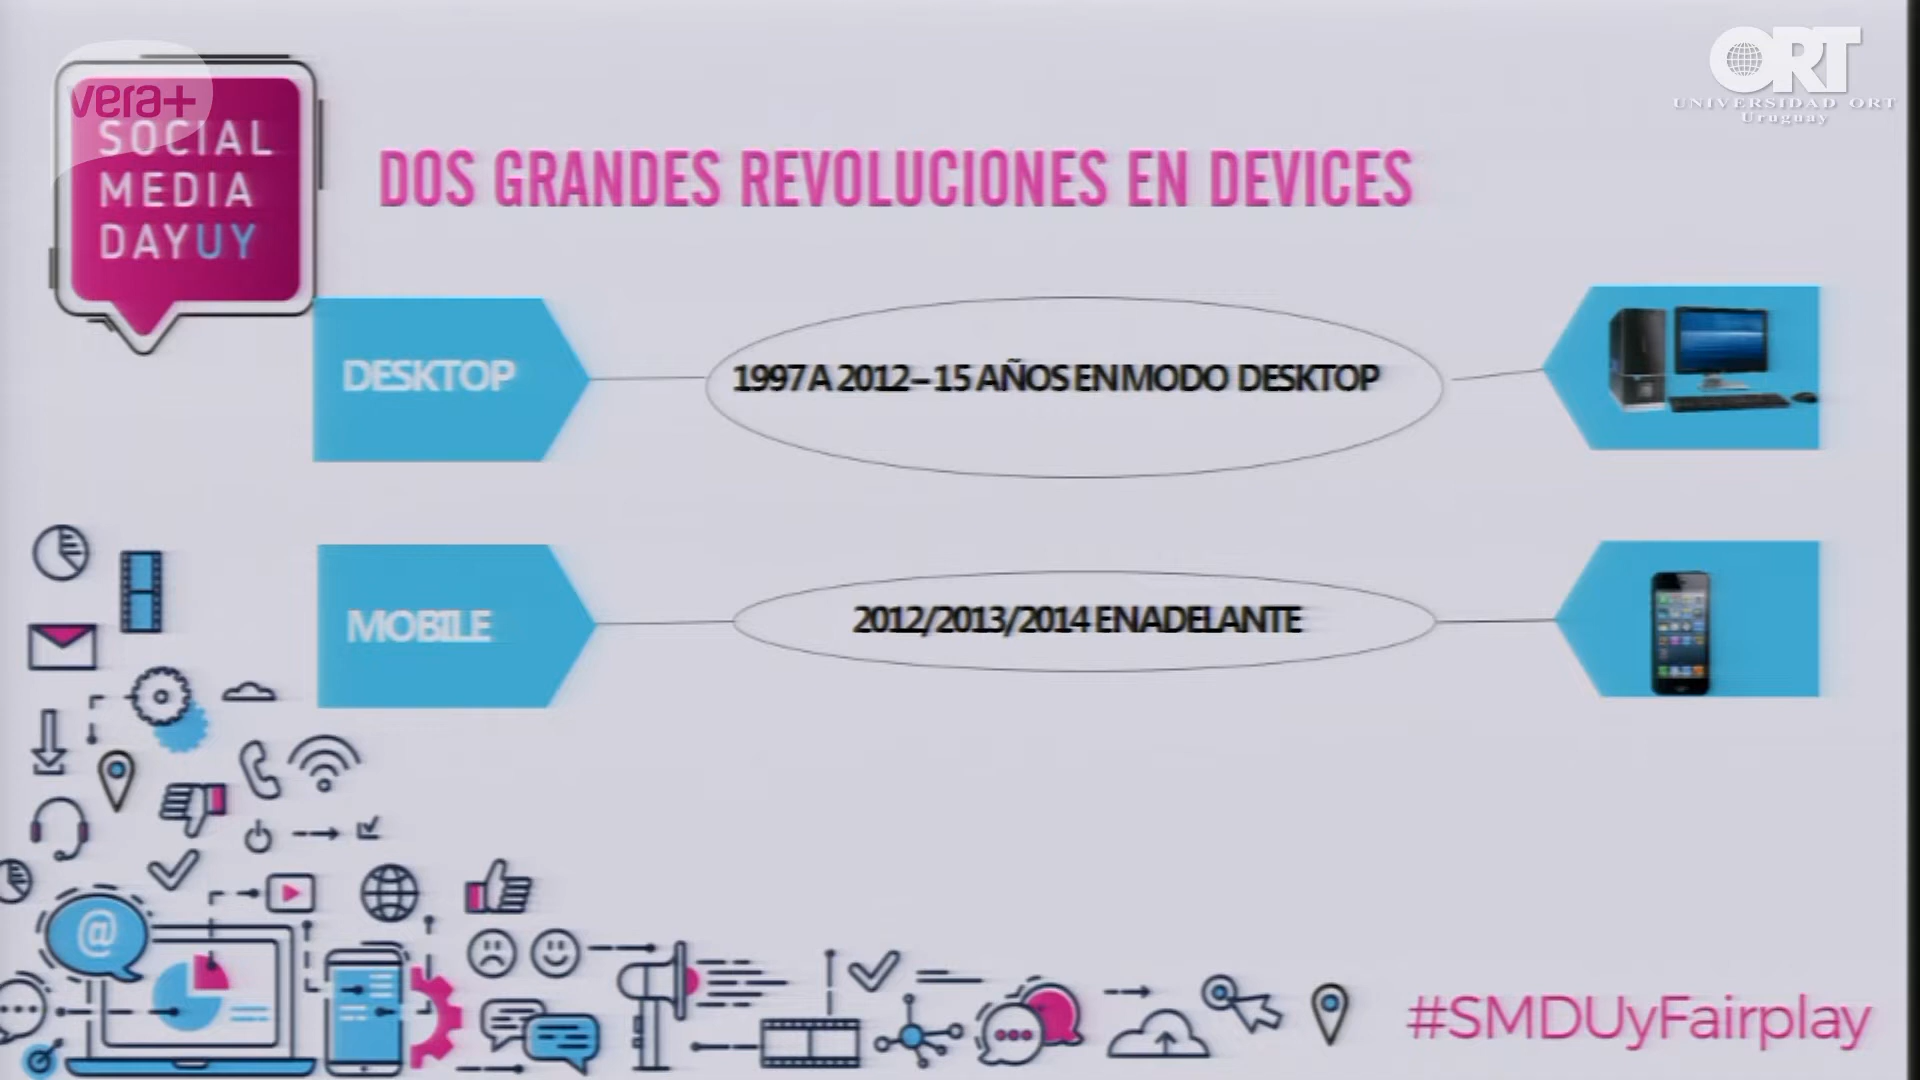 vera+
SOCIAL
MEDIA
DAYUY
ORT
UNIVERSIDAD ORT
Uruguay
DOS GRANDES REVOLUCIONES EN DEVICES
DESKTOP
1997 A 2012 – 15 AÑOS EN MODO DESKTOP
MOBILE
2012/2013/2014 EN ADELANTE
@
#SMDUyFairplay